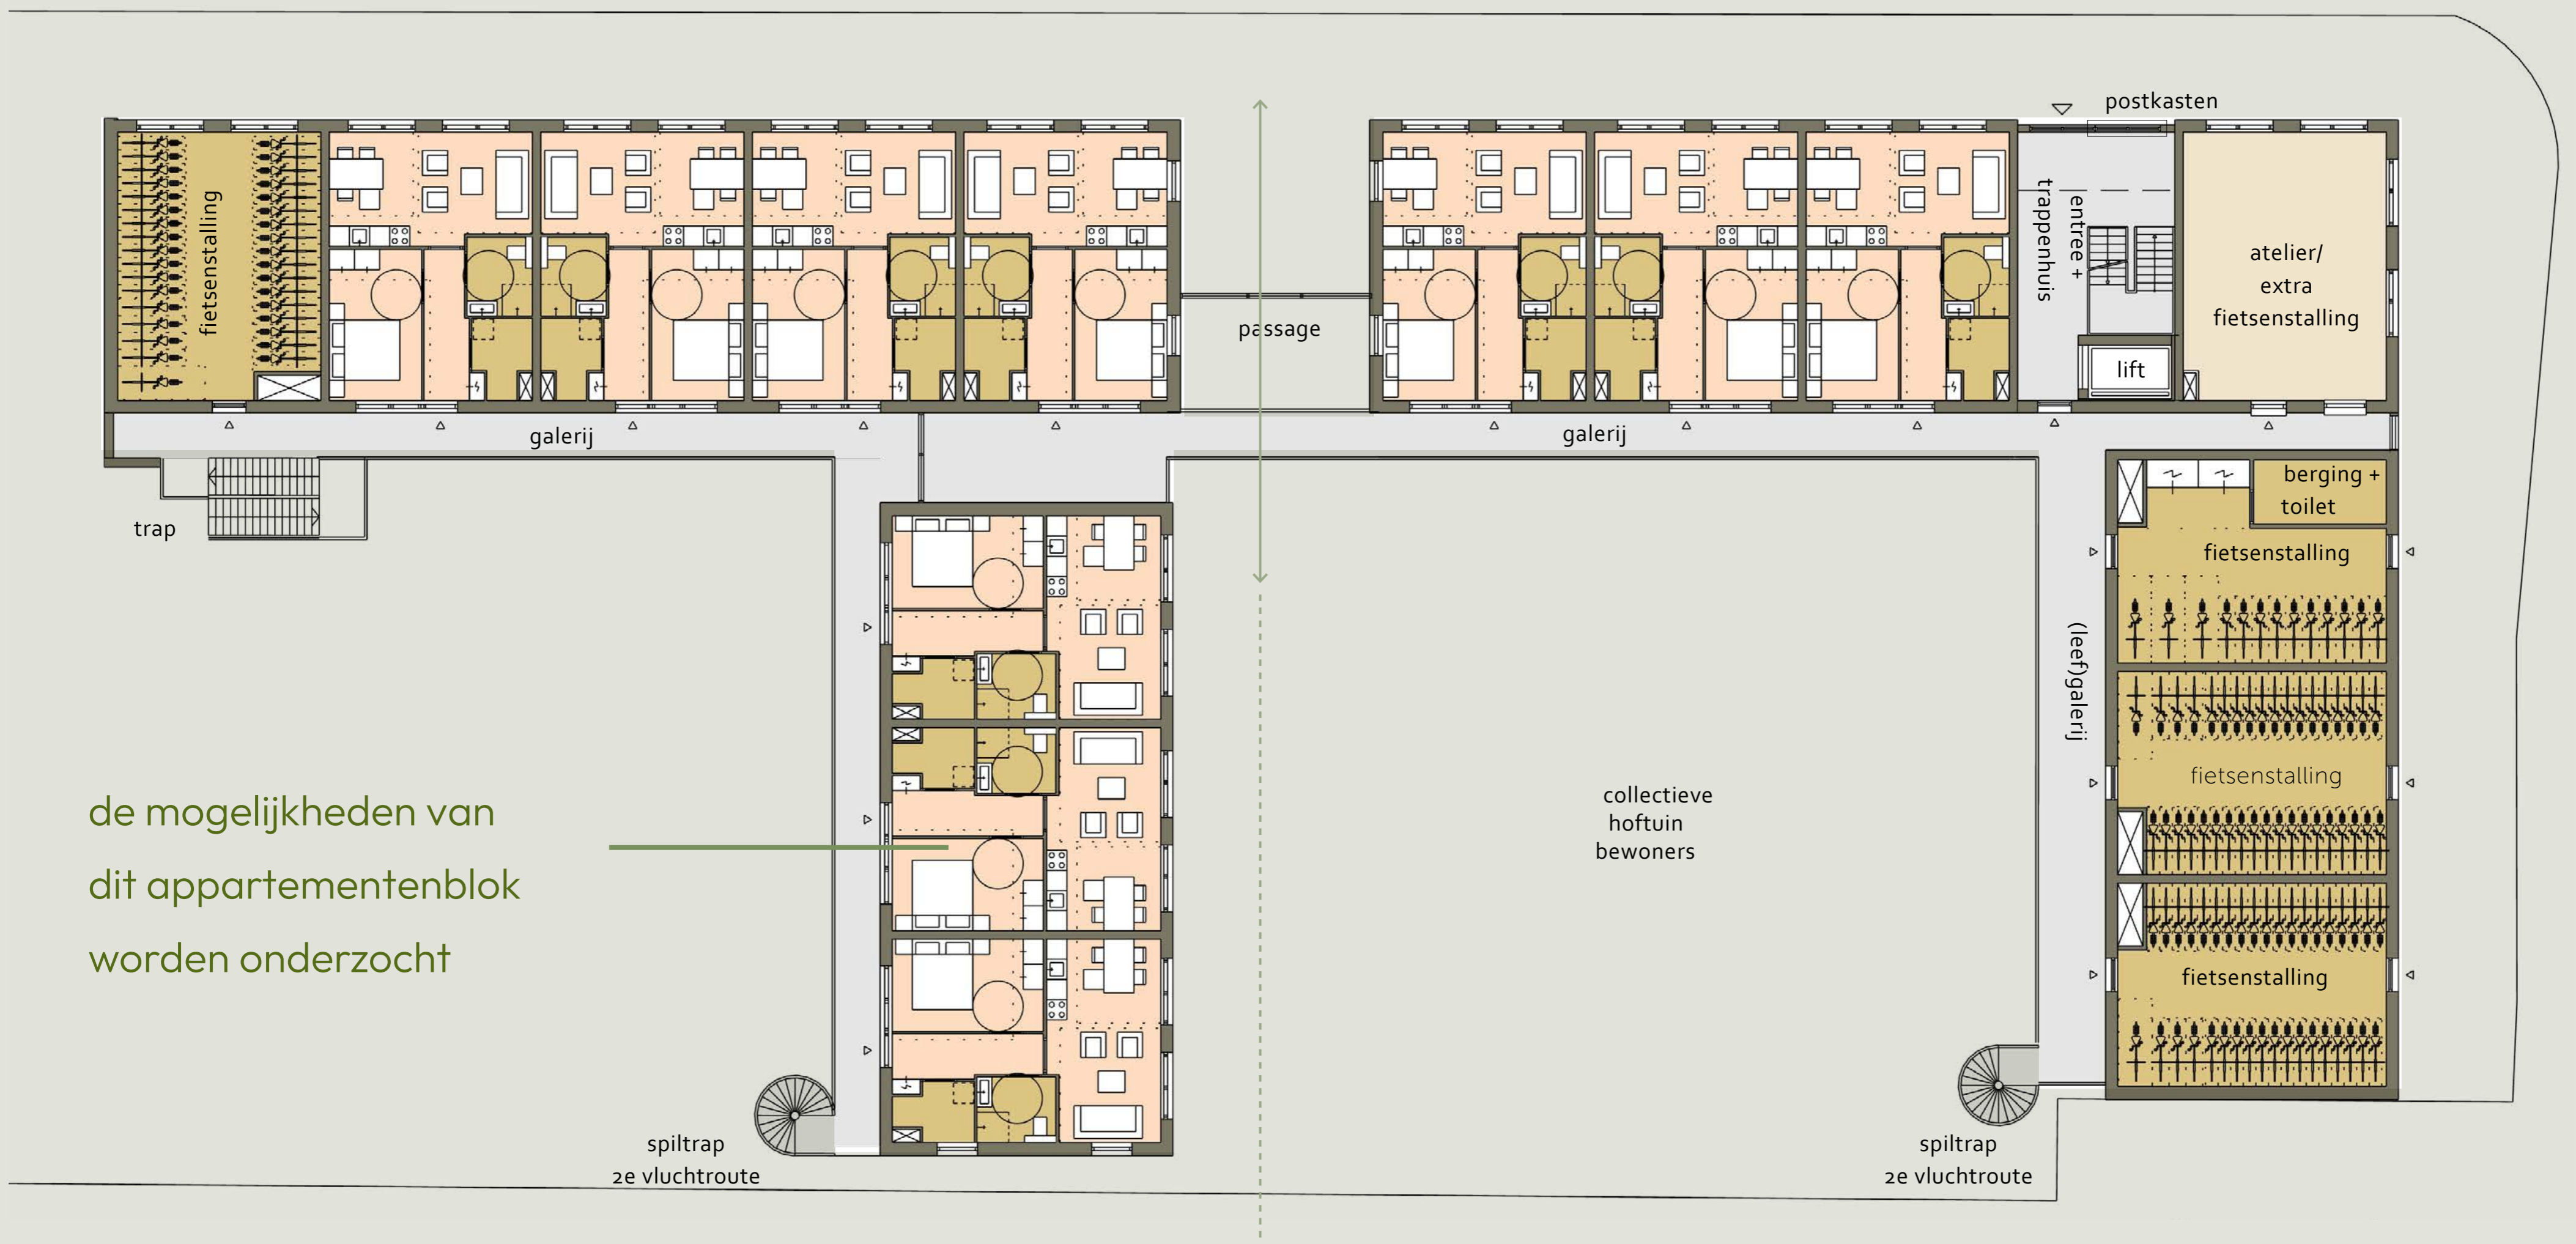 postkasten
fietsenstalling
entree +
trappenhuis
atelier/
extra
fietsenstalling
passage
lift
galerij
galerij
trap
berging +
toilet
fietsenstalling
(leef)galerij
fietsenstalling
collectieve
hoftuin
bewoners
de mogelijkheden van
dit appartementenblok
worden onderzocht
fietsenstalling
spiltrap
2e vluchtroute
spiltrap
2e vluchtroute